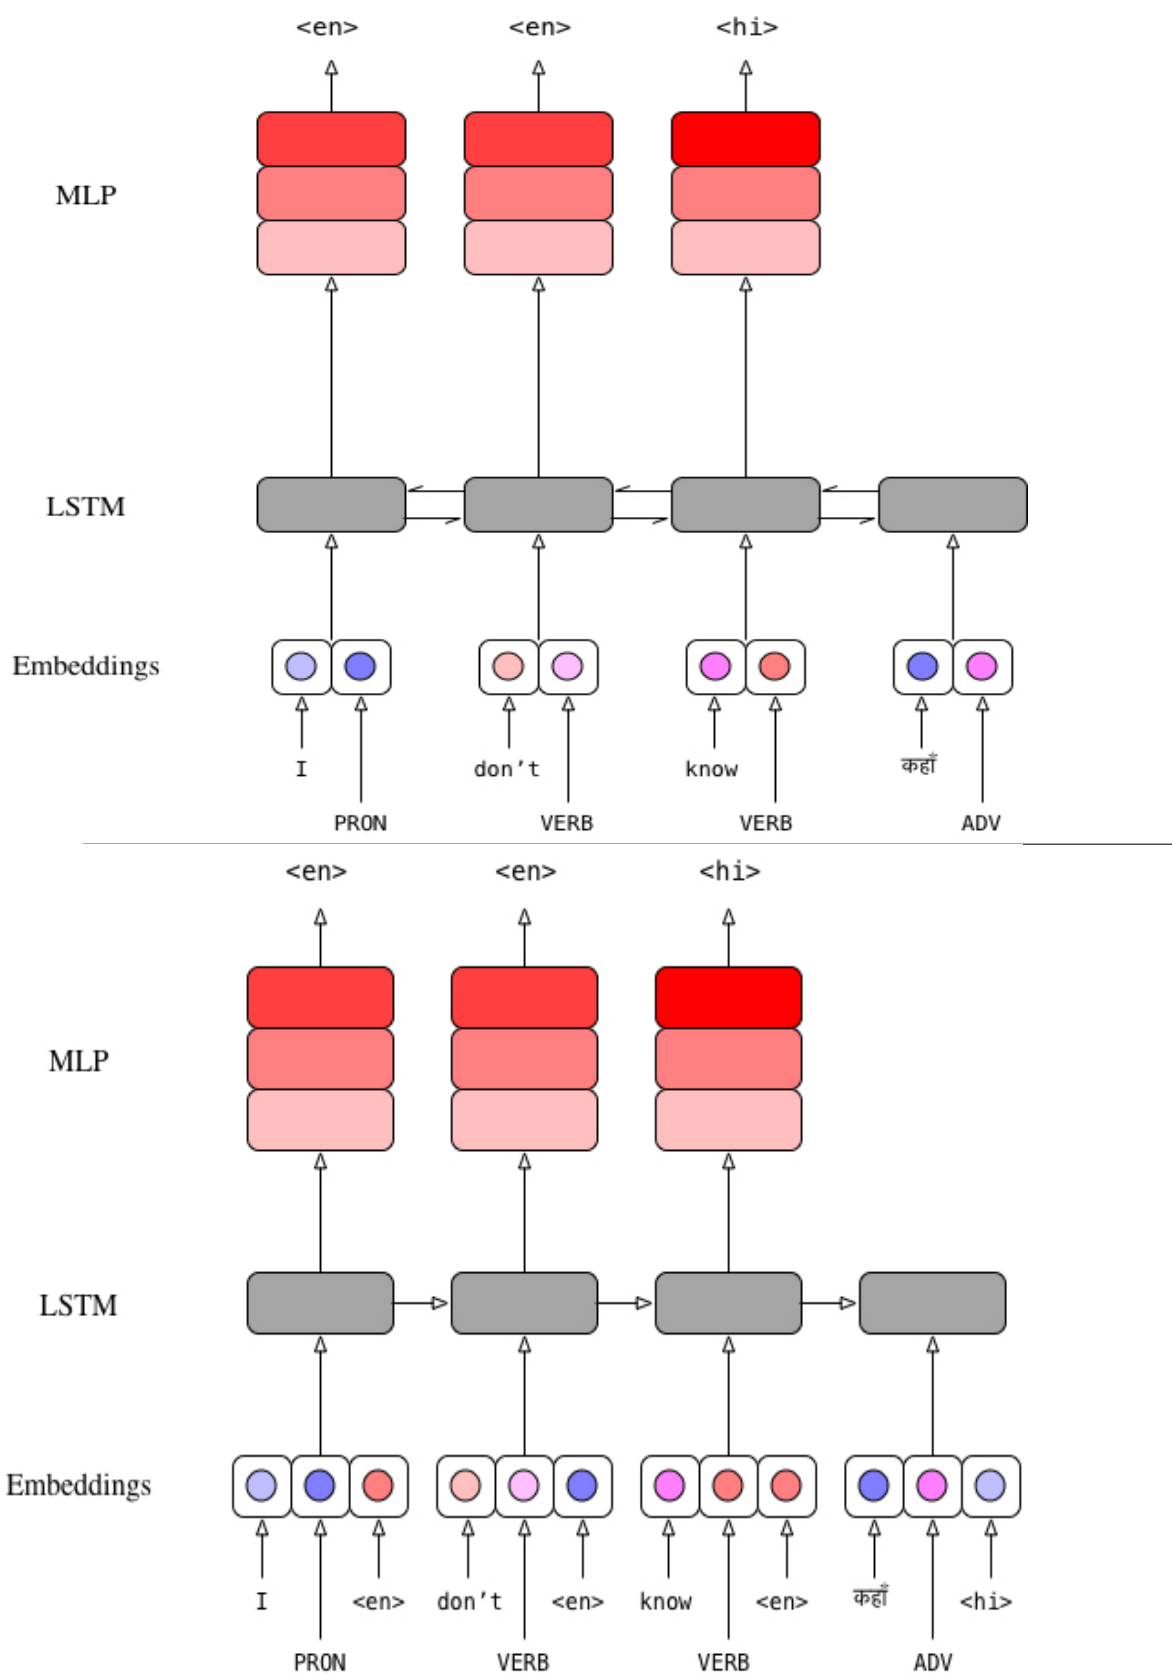 <en> <en> <hi>
MLP
LSTM
Embeddings
I don’t know कहाँ
PRON VERB VERB ADV
<en> <en> <hi>
MLP
LSTM
Embeddings
I <en> don’t <en> know <en> कहाँ <hi>
PRON VERB VERB ADV